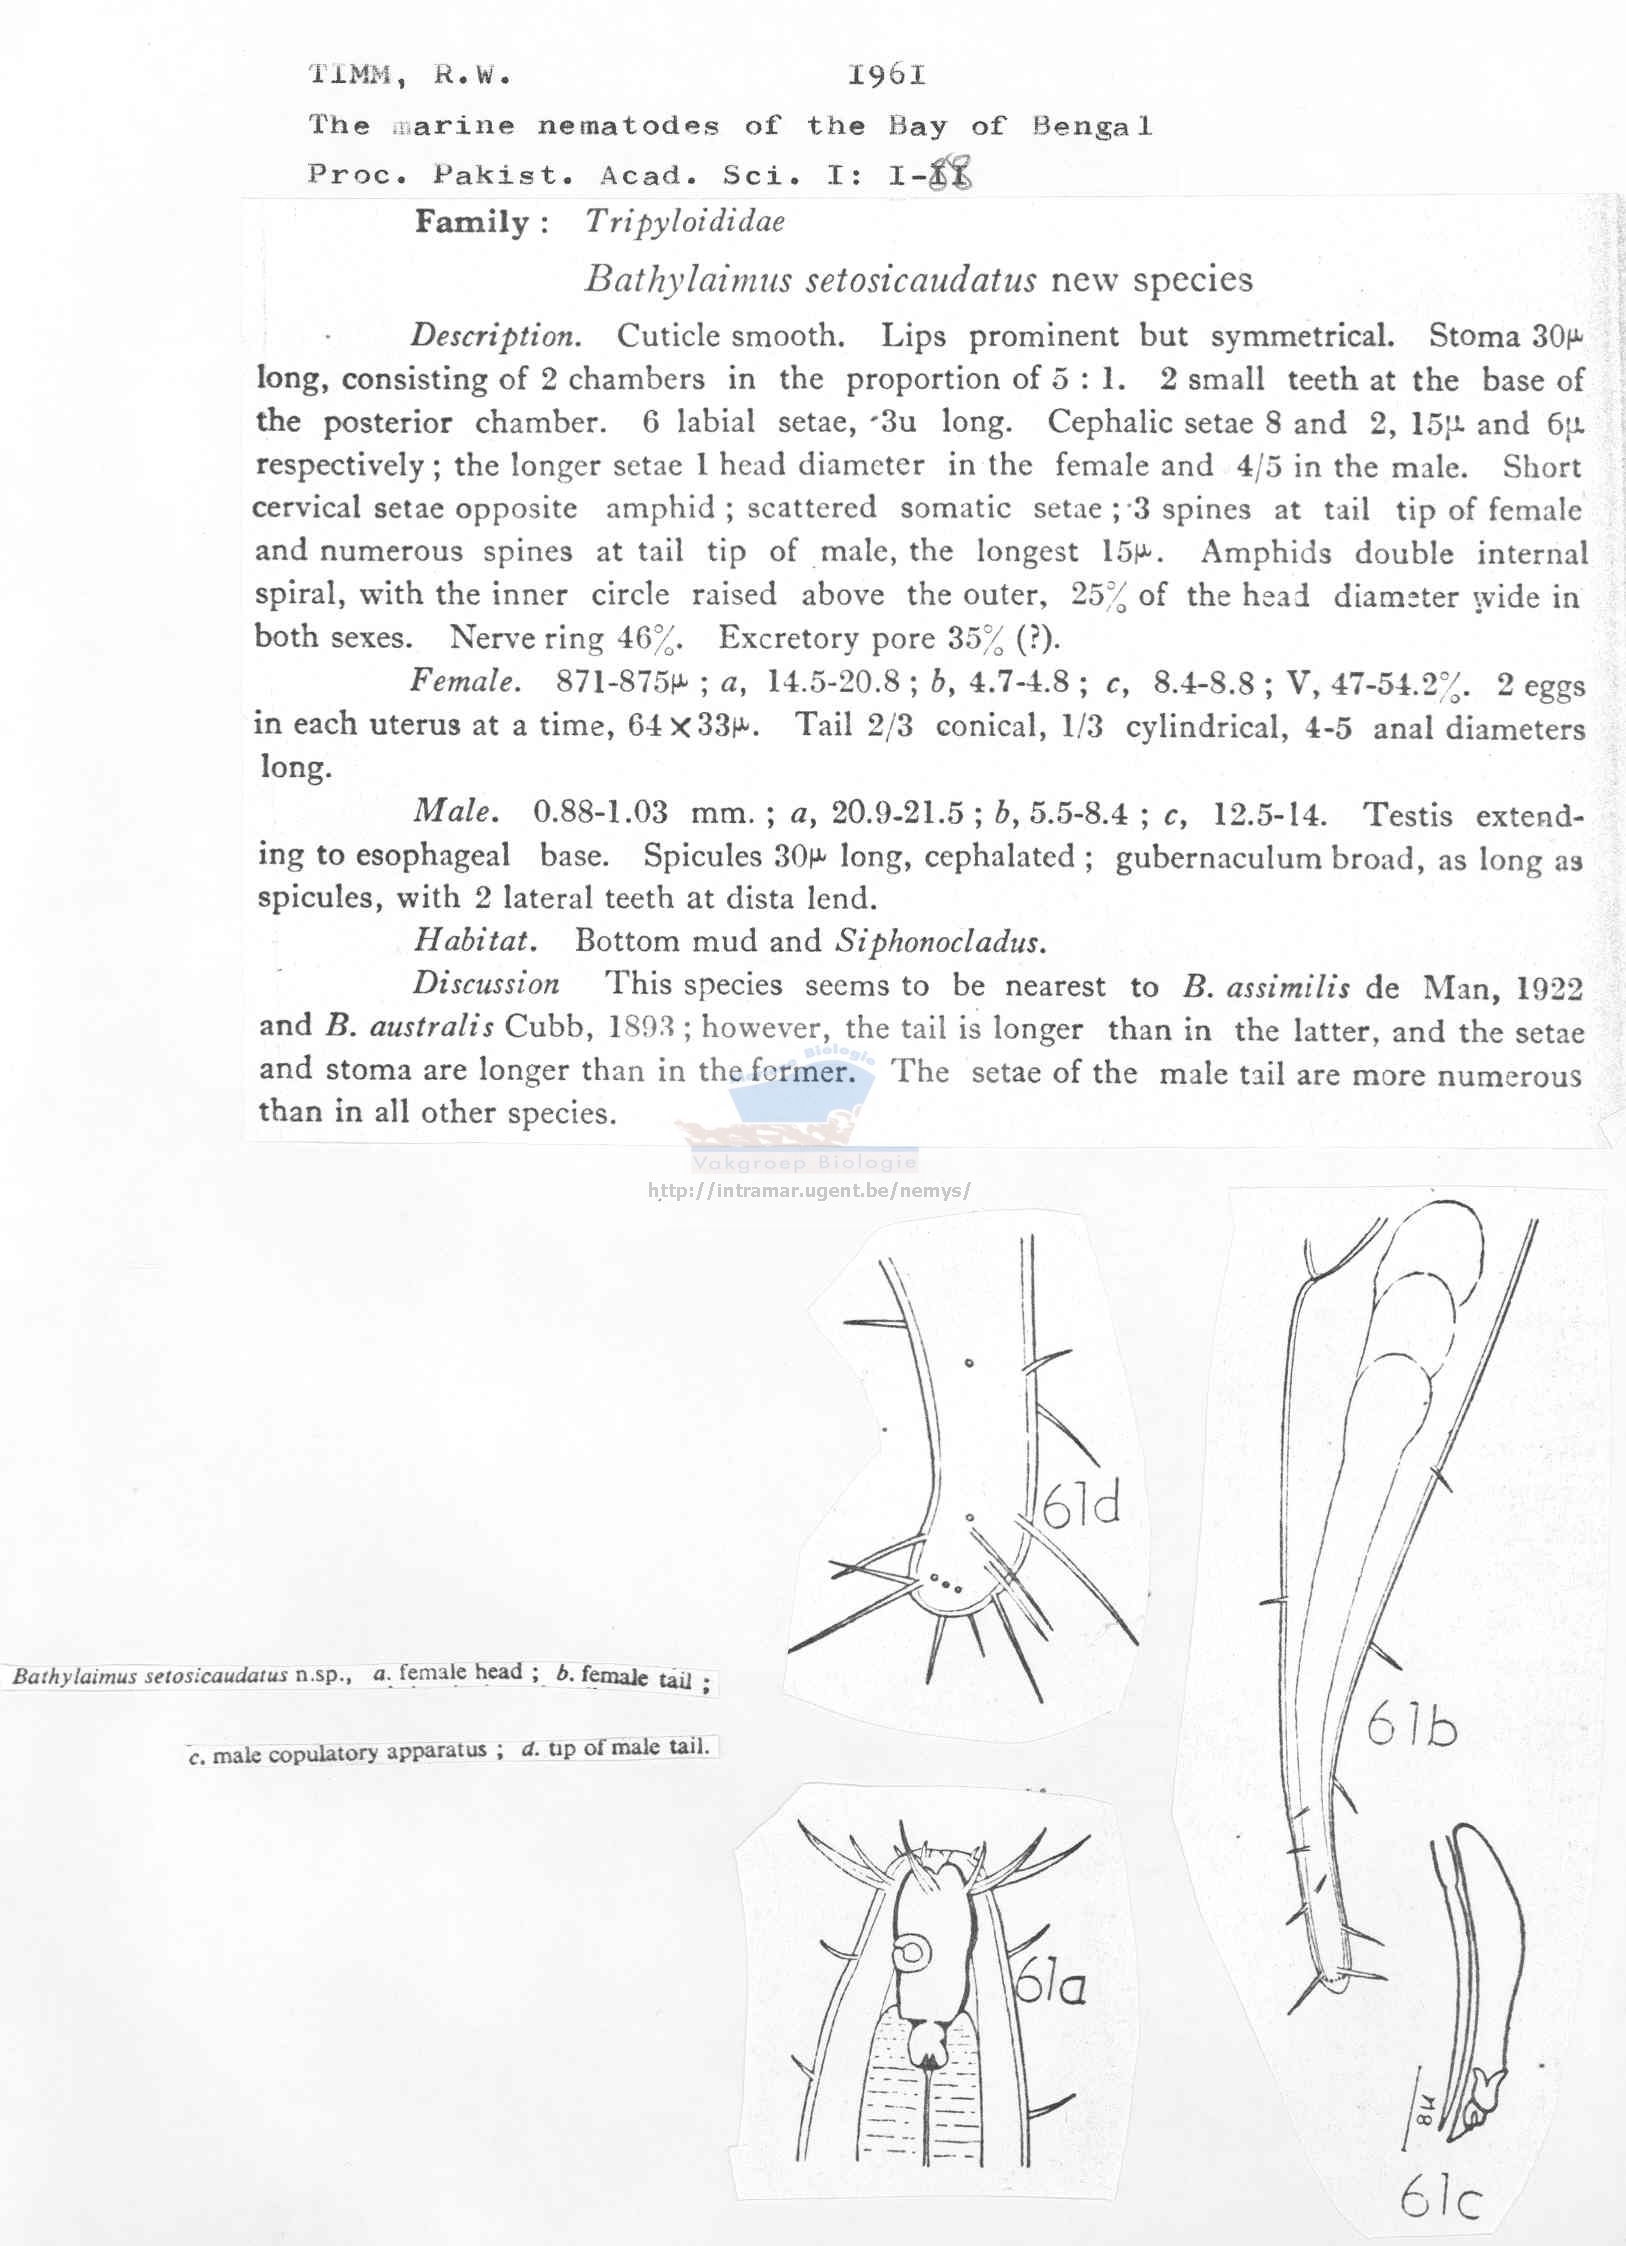 TIMM, R.W. 1961
The marine nematodes of the Bay of Bengal
Proc. Pakist. Acad. Sci. I: I-88
Family : Tripyloididae
Bathylaimus setosicaudatus new species
Description. Cuticle smooth. Lips prominent but symmetrical. Stoma 30μ
long, consisting of 2 chambers in the proportion of 5 : 1. 2 small teeth at the base of
the posterior chamber. 6 labial setae, 3u long. Cephalic setae 8 and 2, 15μ and 6μ
respectively ; the longer setae 1 head diameter in the female and 4/5 in the male. Short
cervical setae opposite amphid ; scattered somatic setae ; 3 spines at tail tip of female
and numerous spines at tail tip of male, the longest 15μ. Amphids double internal
spiral, with the inner circle raised above the outer, 25% of the head diameter wide in
both sexes. Nerve ring 46%. Excretory pore 35% (?).
Female. 871-875μ ; a, 14.5-20.8 ; b, 4.7-4.8 ; c, 8.4-8.8 ; V, 47-54.2%. 2 eggs
in each uterus at a time, 64 × 33μ. Tail 2/3 conical, 1/3 cylindrical, 4-5 anal diameters
long.
Male. 0.88-1.03 mm. ; a, 20.9-21.5 ; b, 5.5-8.4 ; c, 12.5-14. Testis extend-
ing to esophageal base. Spicules 30μ long, cephalated ; gubernaculum broad, as long as
spicules, with 2 lateral teeth at dista lend.
Habitat. Bottom mud and Siphonocladus.
Discussion This species seems to be nearest to B. assimilis de Man, 1922
and B. australis Cubb, 1893 ; however, the tail is longer than in the latter, and the setae
and stoma are longer than in the former. The setae of the male tail are more numerous
than in all other species.
Biologie
Vakgroep Biologie
http://intramar.ugent.be/nemys/
61d
61b
Bathylaimus setosicaudatus n.sp., a. female head ; b. female tail ;
c. male copulatory apparatus ; d. tip of male tail.
61a
61c